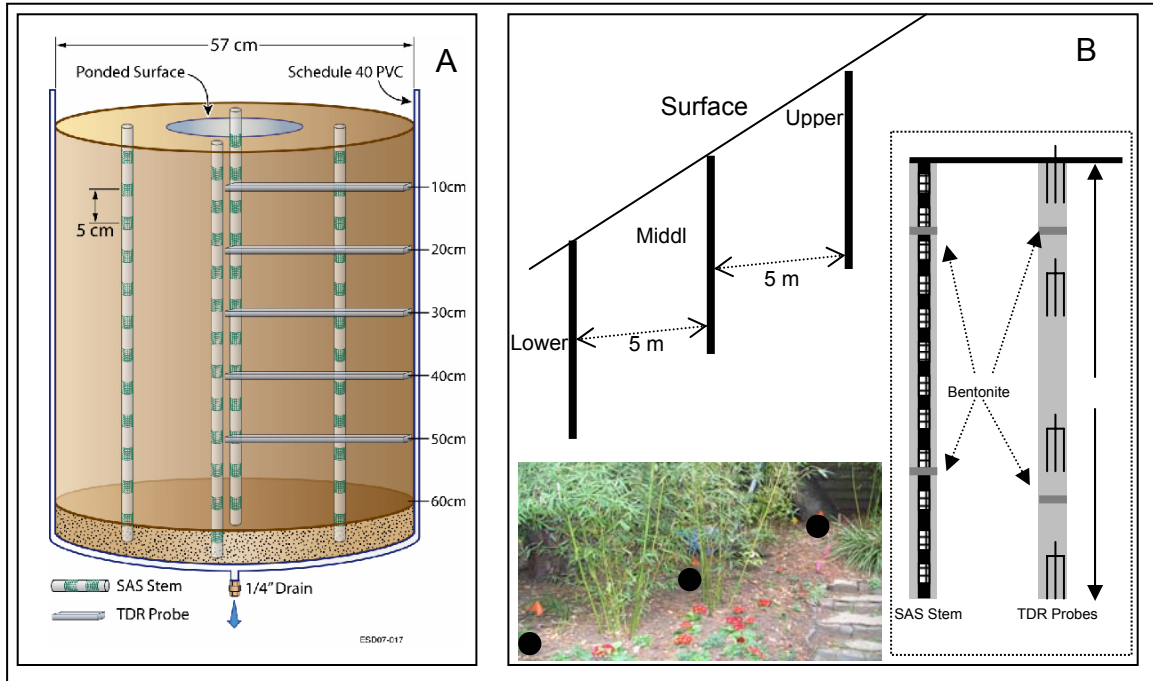 57 cm
A
Ponded Surface
Schedule 40 PVC
10cm
5 cm
20cm
30cm
40cm
50cm
60cm
SAS Stem
1/4" Drain
TDR Probe
ESD07-017
B
Surface
Upper
Middl
5 m
Lower
5 m
Bentonite
SAS Stem
TDR Probes